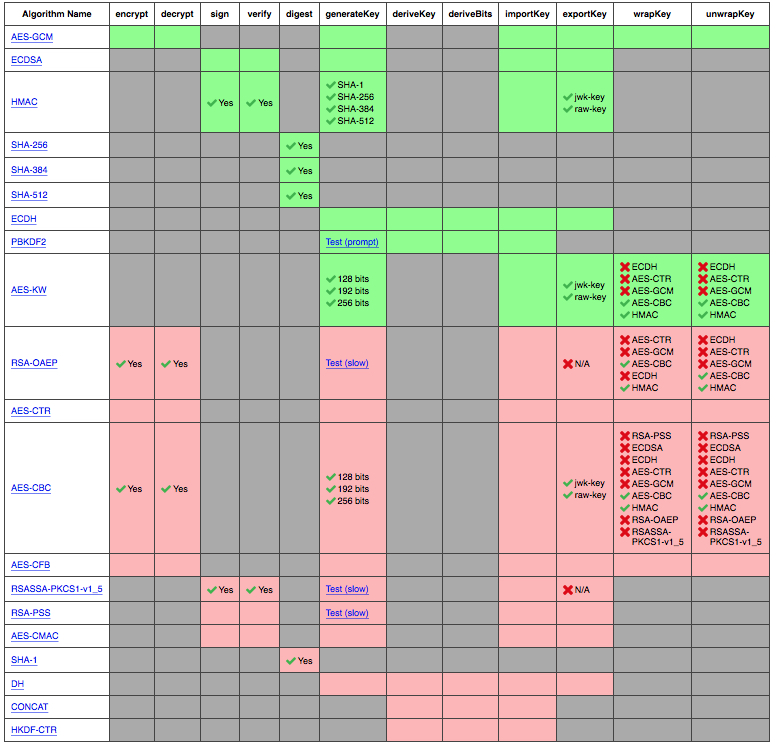 Algorithm Name encrypt decrypt sign verify digest generateKey deriveKey deriveBits importKey exportKey wrapKey unwrapKey
AES-GCM
ECDSA
HMAC
Yes
Yes
SHA-1
SHA-256
SHA-384
SHA-512
jwk-key
raw-key
SHA-256
Yes
SHA-384
Yes
SHA-512
Yes
ECDH
PBKDF2
Test (prompt)
AES-KW
128 bits
192 bits
256 bits
jwk-key
raw-key
ECDH
AES-CTR
AES-GCM
AES-CBC
HMAC
ECDH
AES-CTR
AES-GCM
AES-CBC
HMAC
RSA-OAEP
Yes
Yes
Test (slow)
N/A
AES-CTR
AES-GCM
AES-CBC
ECDH
HMAC
ECDH
AES-CTR
AES-GCM
AES-CBC
HMAC
AES-CTR
AES-CBC
Yes
Yes
128 bits
192 bits
256 bits
jwk-key
raw-key
RSA-PSS
ECDSA
ECDH
AES-CTR
AES-GCM
AES-CBC
HMAC
RSA-OAEP
RSASSA-
PKCS1-v1_5
RSA-PSS
ECDSA
ECDH
AES-CTR
AES-GCM
AES-CBC
HMAC
RSA-OAEP
RSASSA-
PKCS1-v1_5
AES-CFB
RSASSA-PKCS1-v1_5
Yes
Yes
Test (slow)
N/A
RSA-PSS
Test (slow)
AES-CMAC
SHA-1
Yes
DH
CONCAT
HKDF-CTR